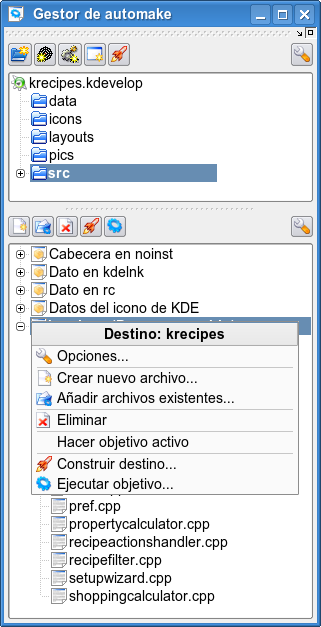 Gestor de automake
krecipes.kdevelop
data
icons
layouts
pics
src
Cabecera en noinst
Dato en kdelnk
Dato en rc
Datos del icono de KDE
Destino: krecipes
Opciones...
Crear nuevo archivo...
Añadir archivos existentes...
Eliminar
Hacer objetivo activo
Construir destino...
Ejecutar objetivo...
pref.cpp
propertycalculator.cpp
recipeactionshandler.cpp
recipefilter.cpp
setupwizard.cpp
shoppingcalculator.cpp